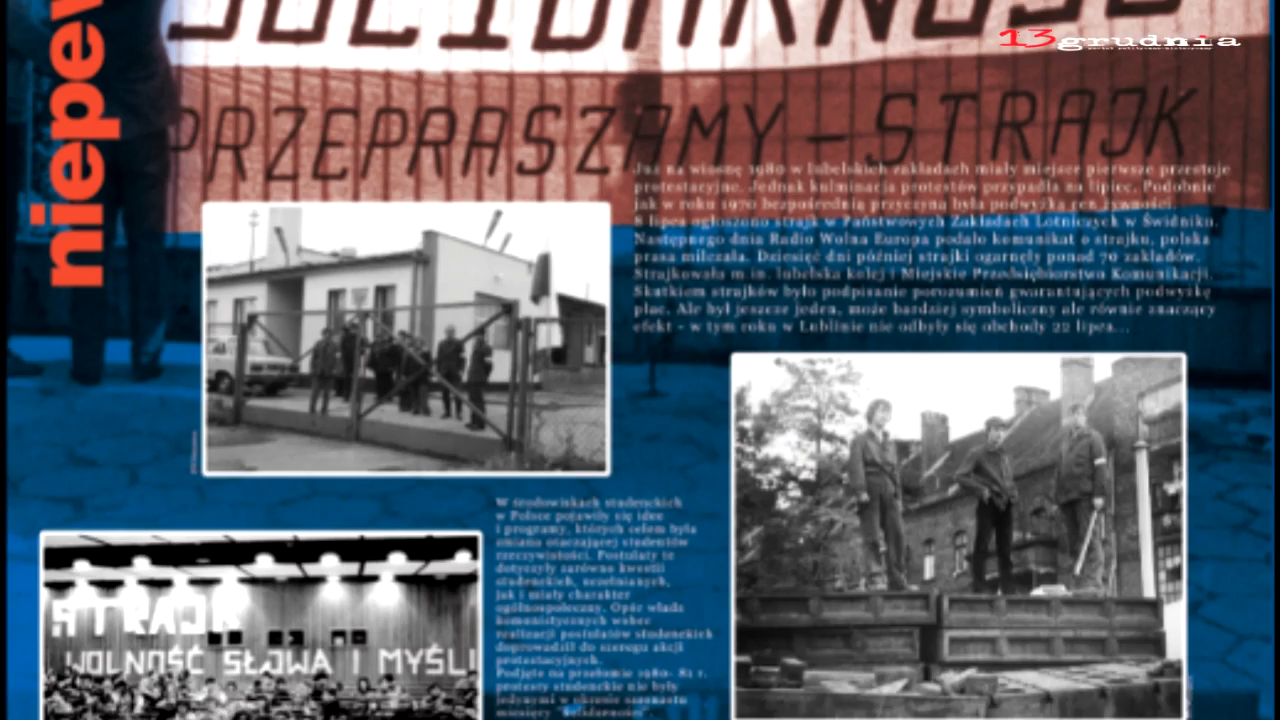 SOLIDARNOŚĆ
13grudnia
PRZEPRASZAMY - STRAJK
niepew
Już na wiosnę 1980 w lubelskich zakładach miały miejsce pierwsze przestoje
protestacyjne. Jednak kulminacja protestów przypadła na lipiec. Podobnie
jak w roku 1970 bezpośrednią przyczyną była podwyżka cen żywności.
8 lipca ogłoszono strajk w Państwowych Zakładach Lotniczych w Świdniku.
Następnego dnia Radio Wolna Europa podało komunikat o strajku, polska
prasa milczała. Dziesięć dni później strajki ogarnęły ponad 70 zakładów.
Strajkowała m in. lubelska kolej i Miejskie Przedsiębiorstwo Komunikacji.
Skutkiem strajków było podpisanie porozumień gwarantujących podwyżkę
płac. Ale był jeszcze jeden, może bardziej symboliczny ale równie znaczący
efekt - w tym roku w Lublinie nie odbyły się obchody 22 lipca...
W środowiskach studenckich
w Polsce pojawiły się idee
i programy, których celem była
zmiana otaczającej studentów
rzeczywistości. Postulaty te
dotyczyły zarówno kwestii
studenckich, uczelnianych,
jak i miały charakter
ogólnospołeczny. Opór władz
komunistycznych wobec
realizacji postulatów studenckich
doprowadził do szeregu akcji
protestacyjnych.
Podjęte na przełomie 1980- 81 r.
protesty studenckie nie były
jedynymi w okresie szesnastu
miesięcy "Solidarności".
STRAJK
WOLNOŚĆ SŁOWA I MYŚLI